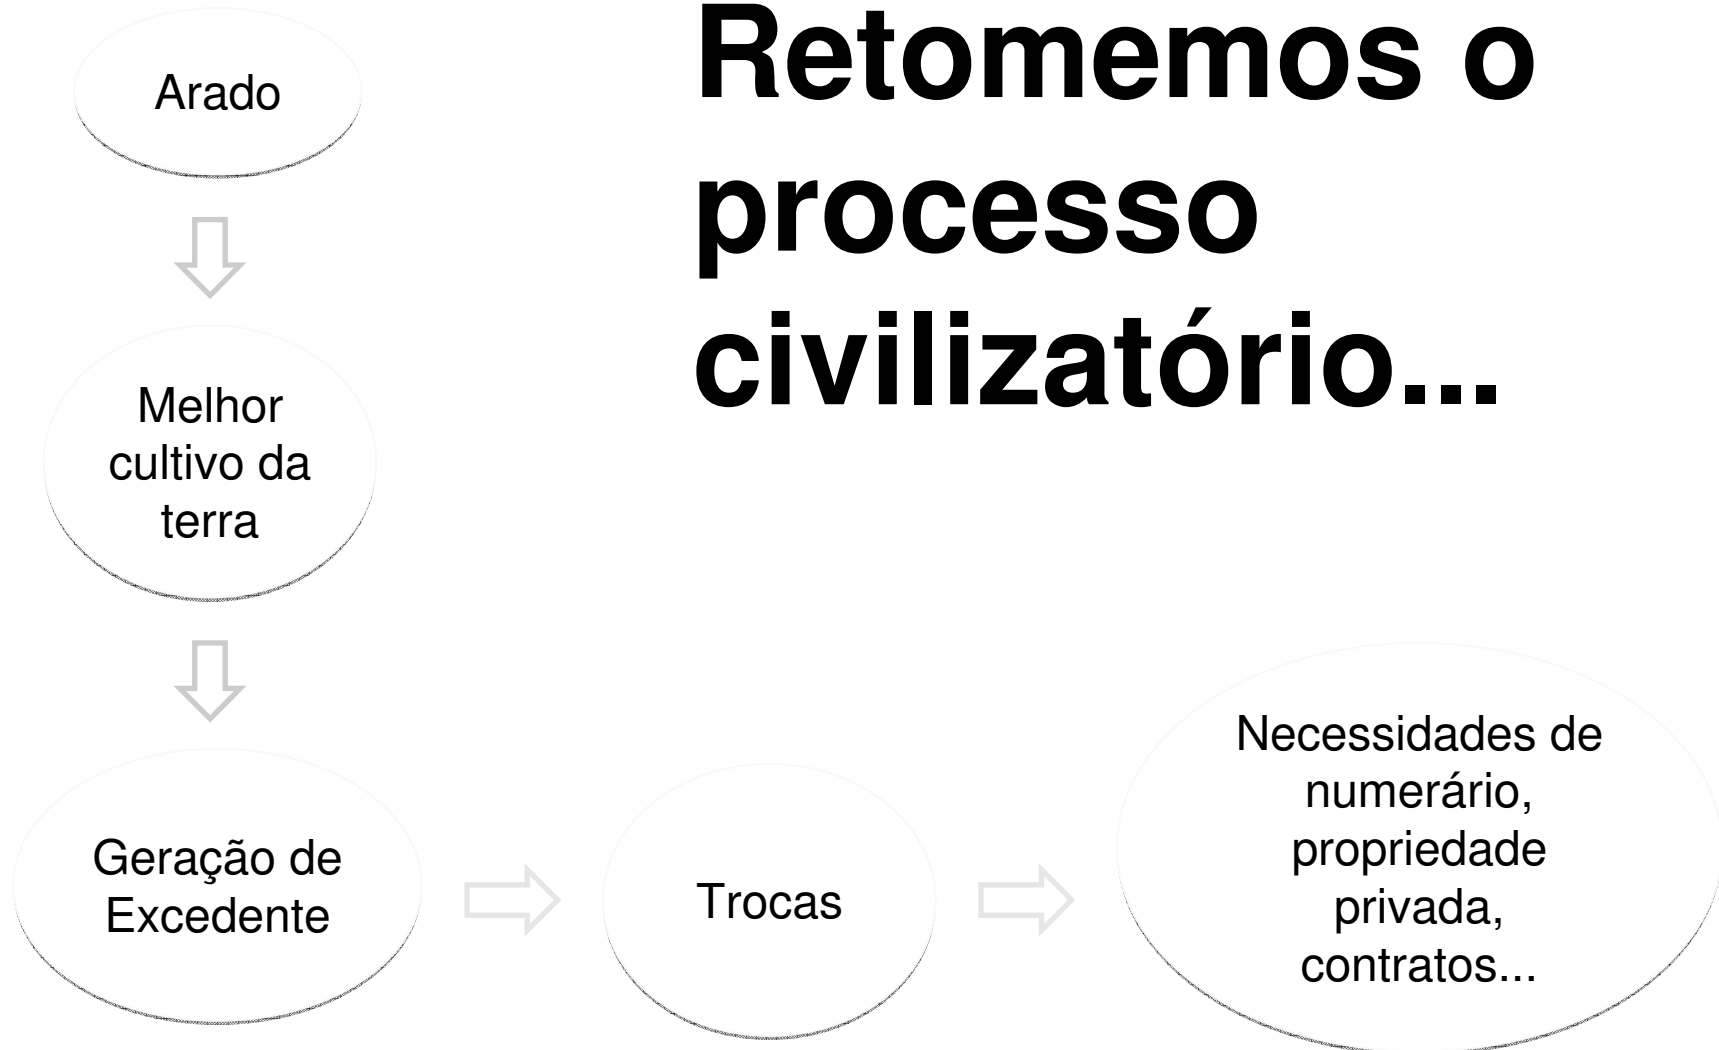 Retomemos o
processo
civilizatório...
Arado
Melhor
cultivo da
terra
Geração de
Excedente
Trocas
Necessidades de
numerário,
propriedade
privada,
contratos...